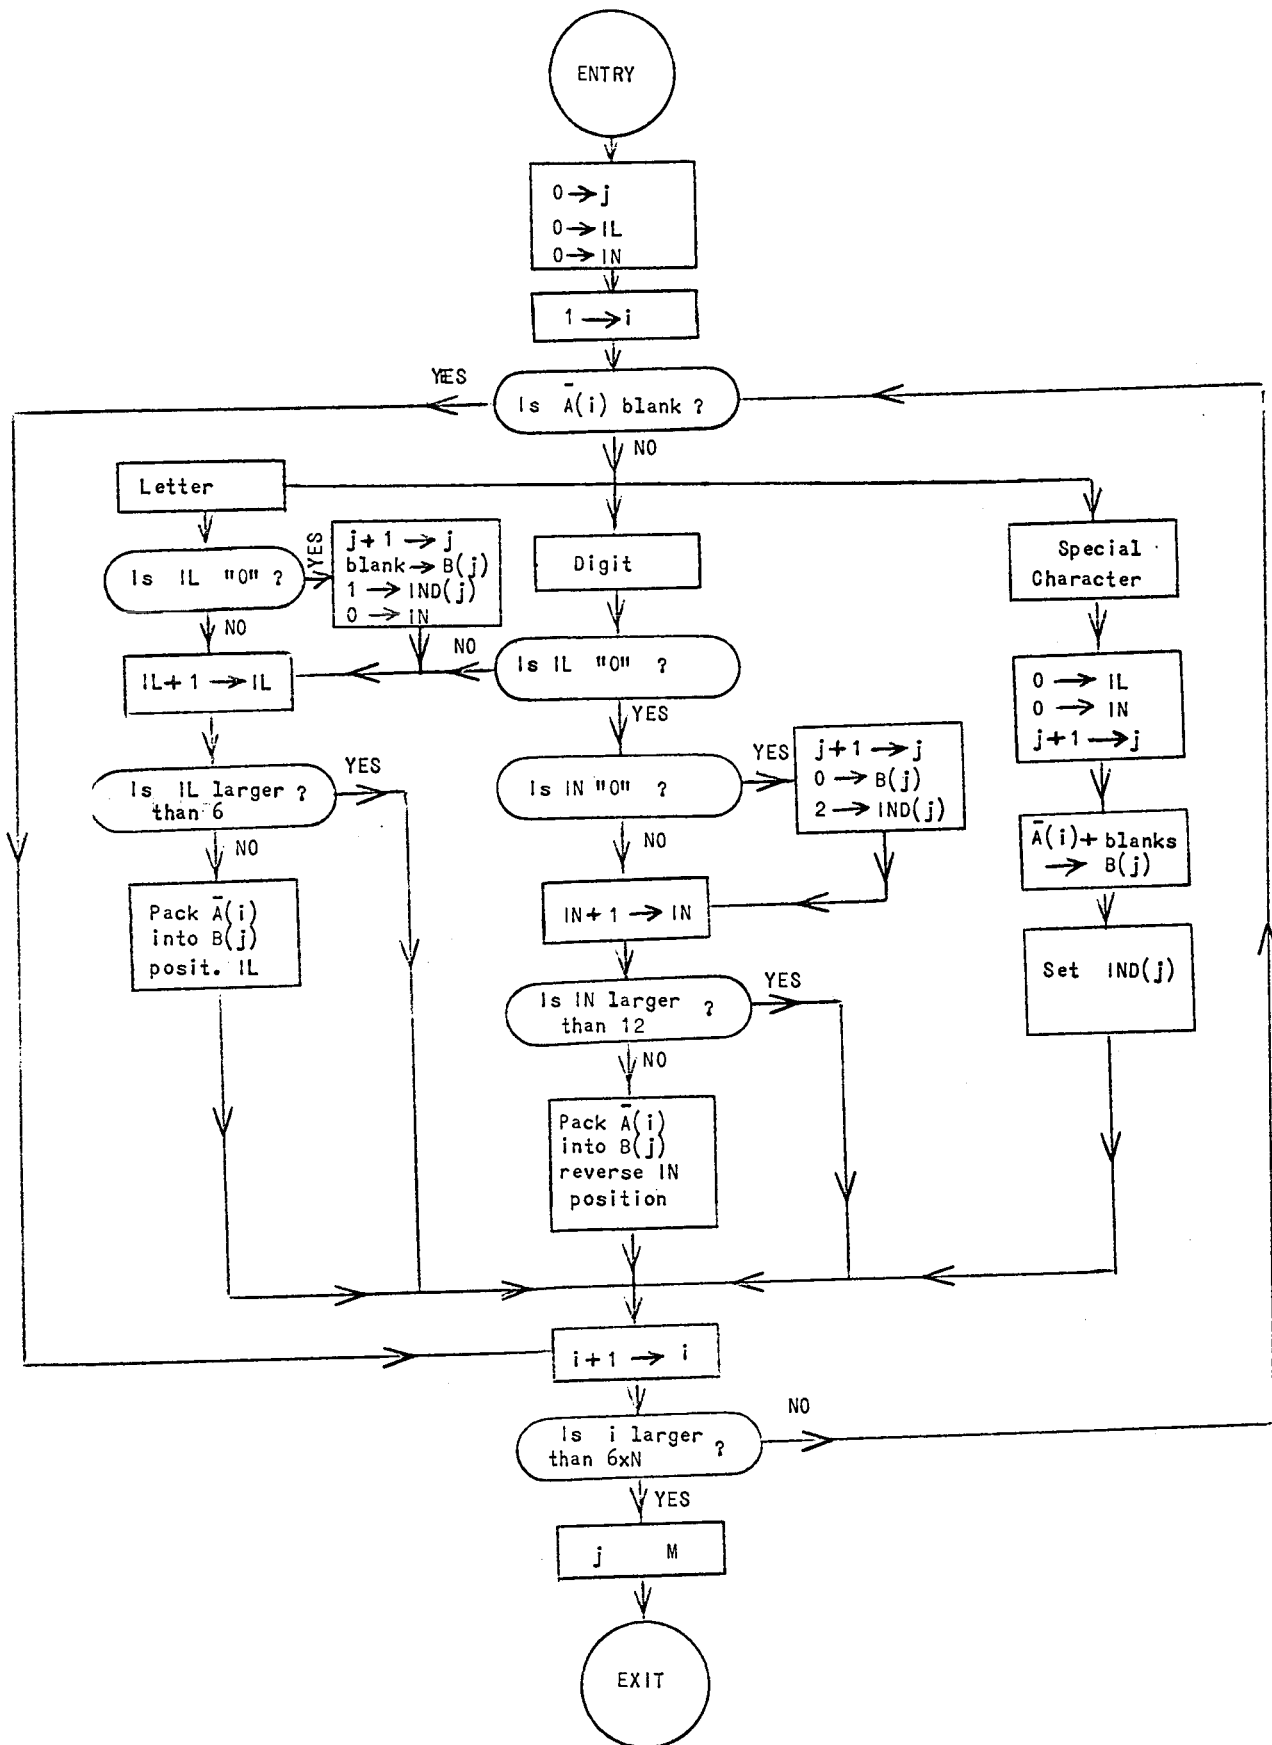 ENTRY
0 → j
0 → IL
0 → IN
1 → i
YES
Is Ā(i) blank ?
NO
Letter
Is IL "0" ?
YES
j+1 → j
blank → B(j)
1 → IND(j)
0 → IN
NO
IL+1 → IL
Is IL larger
than 6 ?
YES
NO
Pack Ā(i)
into B(j)
posit. IL
Digit
Is IL "0" ?
NO
YES
Is IN "0" ?
YES
j+1 → j
0 → B(j)
2 → IND(j)
NO
IN+1 → IN
Is IN larger
than 12 ?
YES
NO
Pack Ā(i)
into B(j)
reverse IN
position
Special
Character
0 → IL
0 → IN
j+1 → j
Ā(i)+ blanks
→ B(j)
Set IND(j)
i+1 → i
Is i larger
than 6xN ?
NO
YES
j M
EXIT